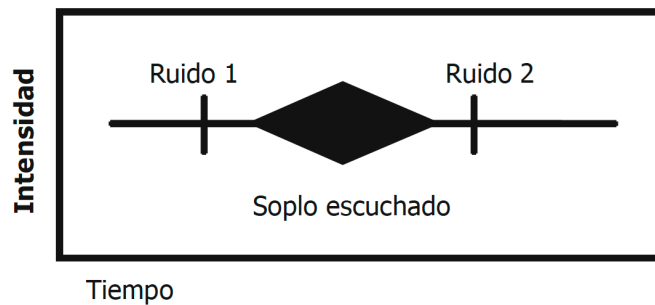 Intensidad
Ruido 1
Ruido 2
Soplo escuchado
Tiempo